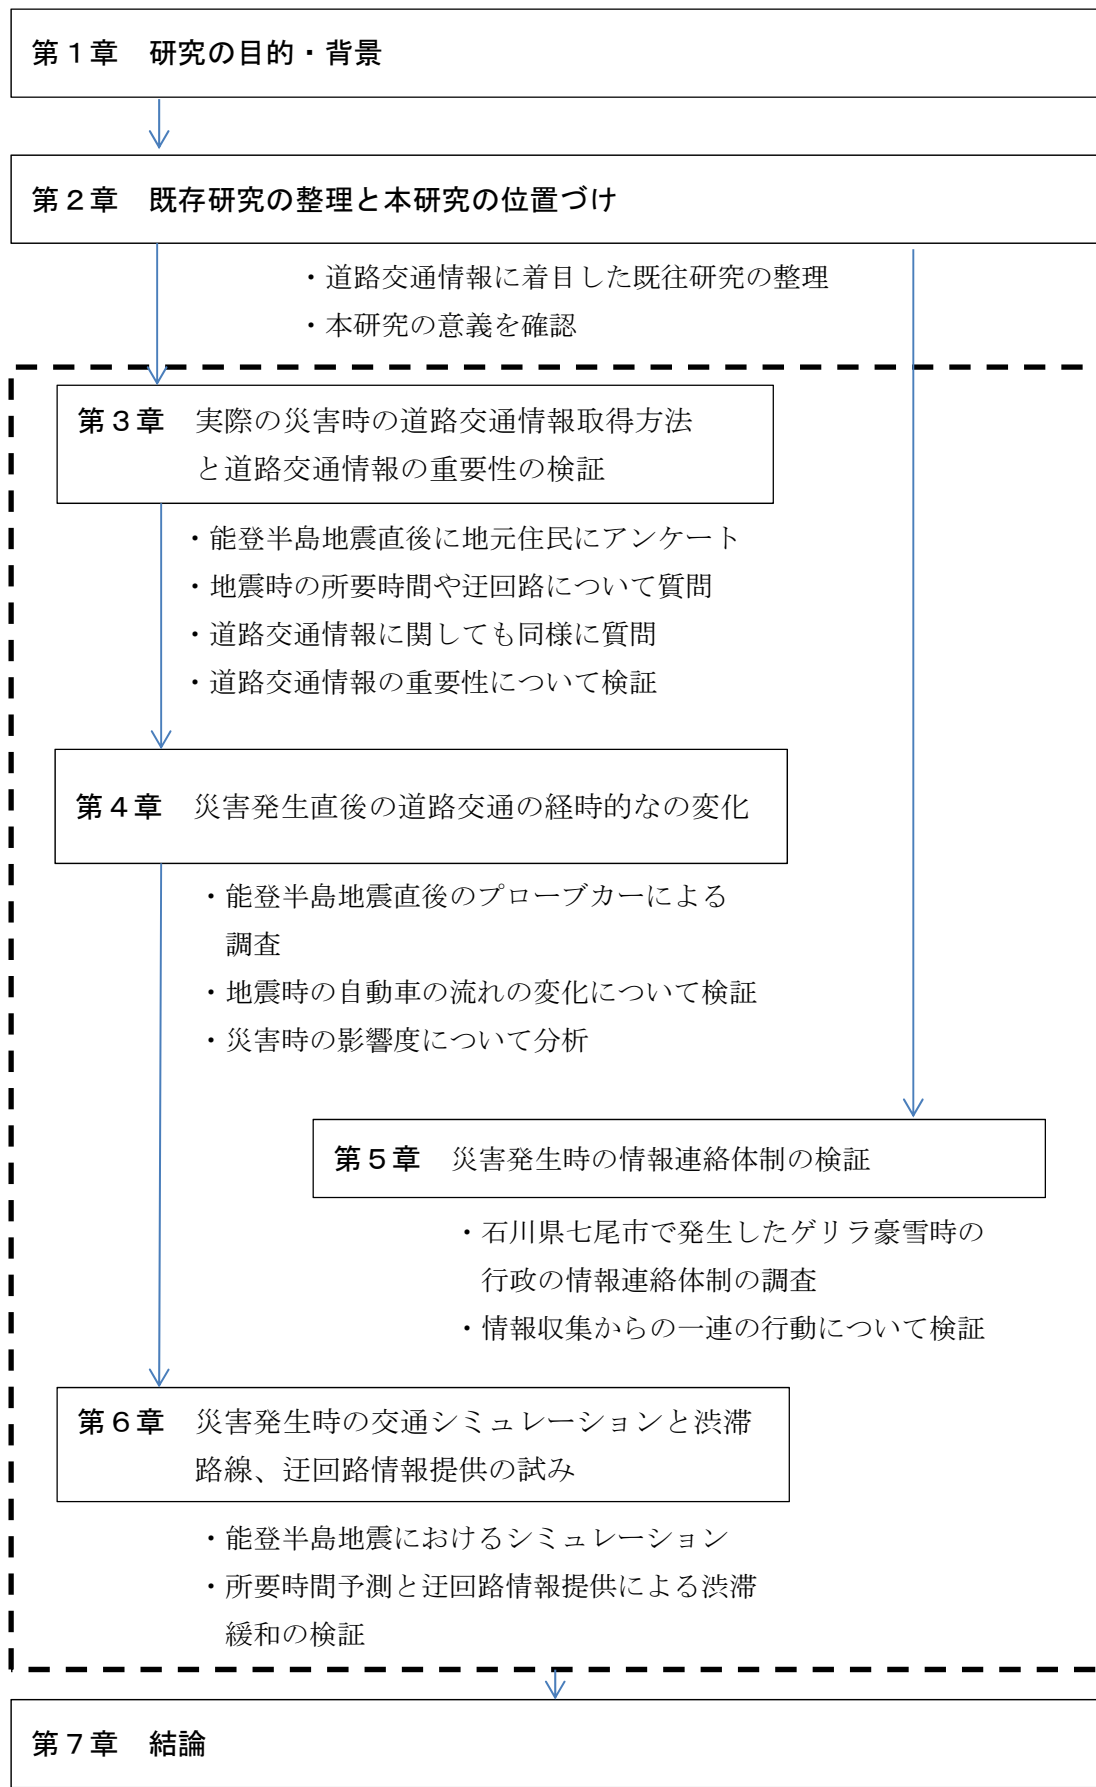 第１章　研究の目的・背景
第２章　既存研究の整理と本研究の位置づけ
・道路交通情報に着目した既往研究の整理
・本研究の意義を確認
第３章　実際の災害時の道路交通情報取得方法
と道路交通情報の重要性の検証
・能登半島地震直後に地元住民にアンケート
・地震時の所要時間や迂回路について質問
・道路交通情報に関しても同様に質問
・道路交通情報の重要性について検証
第４章　災害発生直後の道路交通の経時的なの変化
・能登半島地震直後のプローブカーによる
調査
・地震時の自動車の流れの変化について検証
・災害時の影響度について分析
第５章　災害発生時の情報連絡体制の検証
・石川県七尾市で発生したゲリラ豪雪時の
行政の情報連絡体制の調査
・情報収集からの一連の行動について検証
第６章　災害発生時の交通シミュレーションと渋滞
路線、迂回路情報提供の試み
・能登半島地震におけるシミュレーション
・所要時間予測と迂回路情報提供による渋滞
緩和の検証
第７章　結論